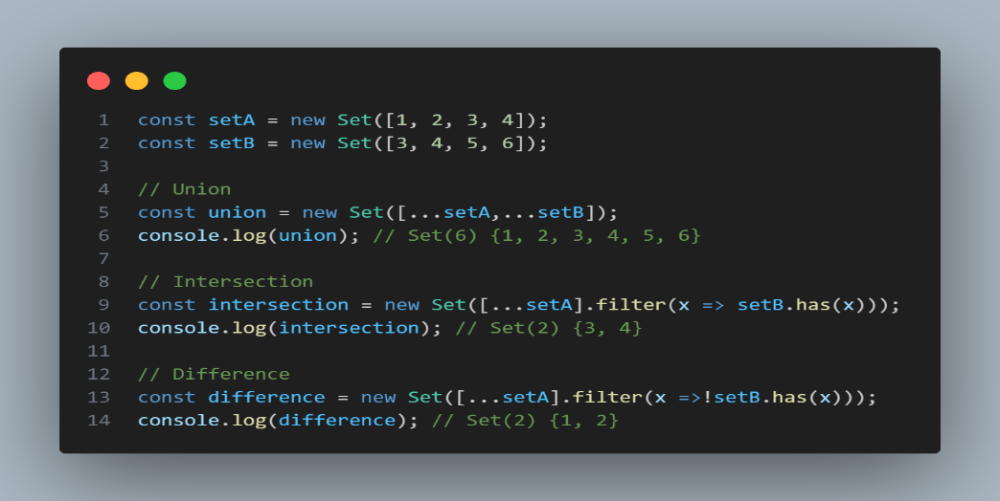 1 const setA = new Set([1, 2, 3, 4]);
2 const setB = new Set([3, 4, 5, 6]);
3
4 // Union
5 const union = new Set([...setA,...setB]);
6 console.log(union); // Set(6) {1, 2, 3, 4, 5, 6}
7
8 // Intersection
9 const intersection = new Set([...setA].filter(x => setB.has(x)));
10 console.log(intersection); // Set(2) {3, 4}
11
12 // Difference
13 const difference = new Set([...setA].filter(x =>!setB.has(x)));
14 console.log(difference); // Set(2) {1, 2}